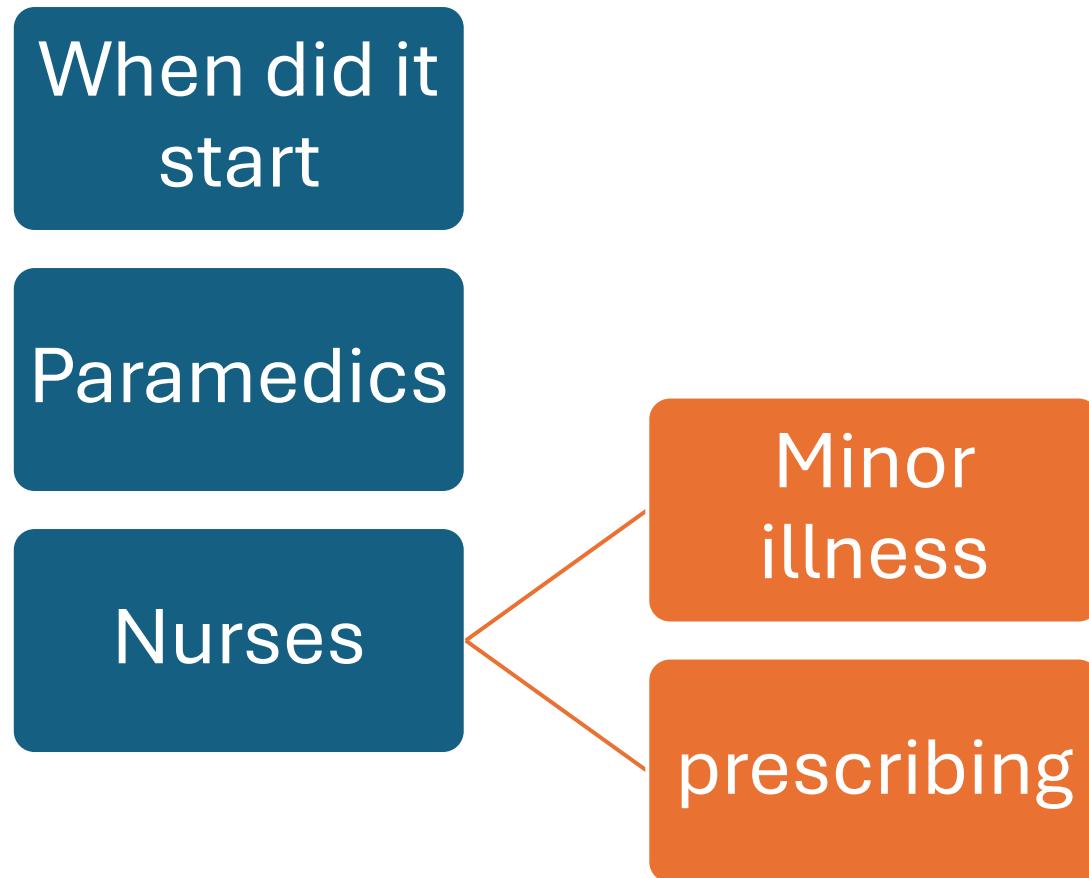 When did it
start
Paramedics
Nurses
Minor
illness
prescribing